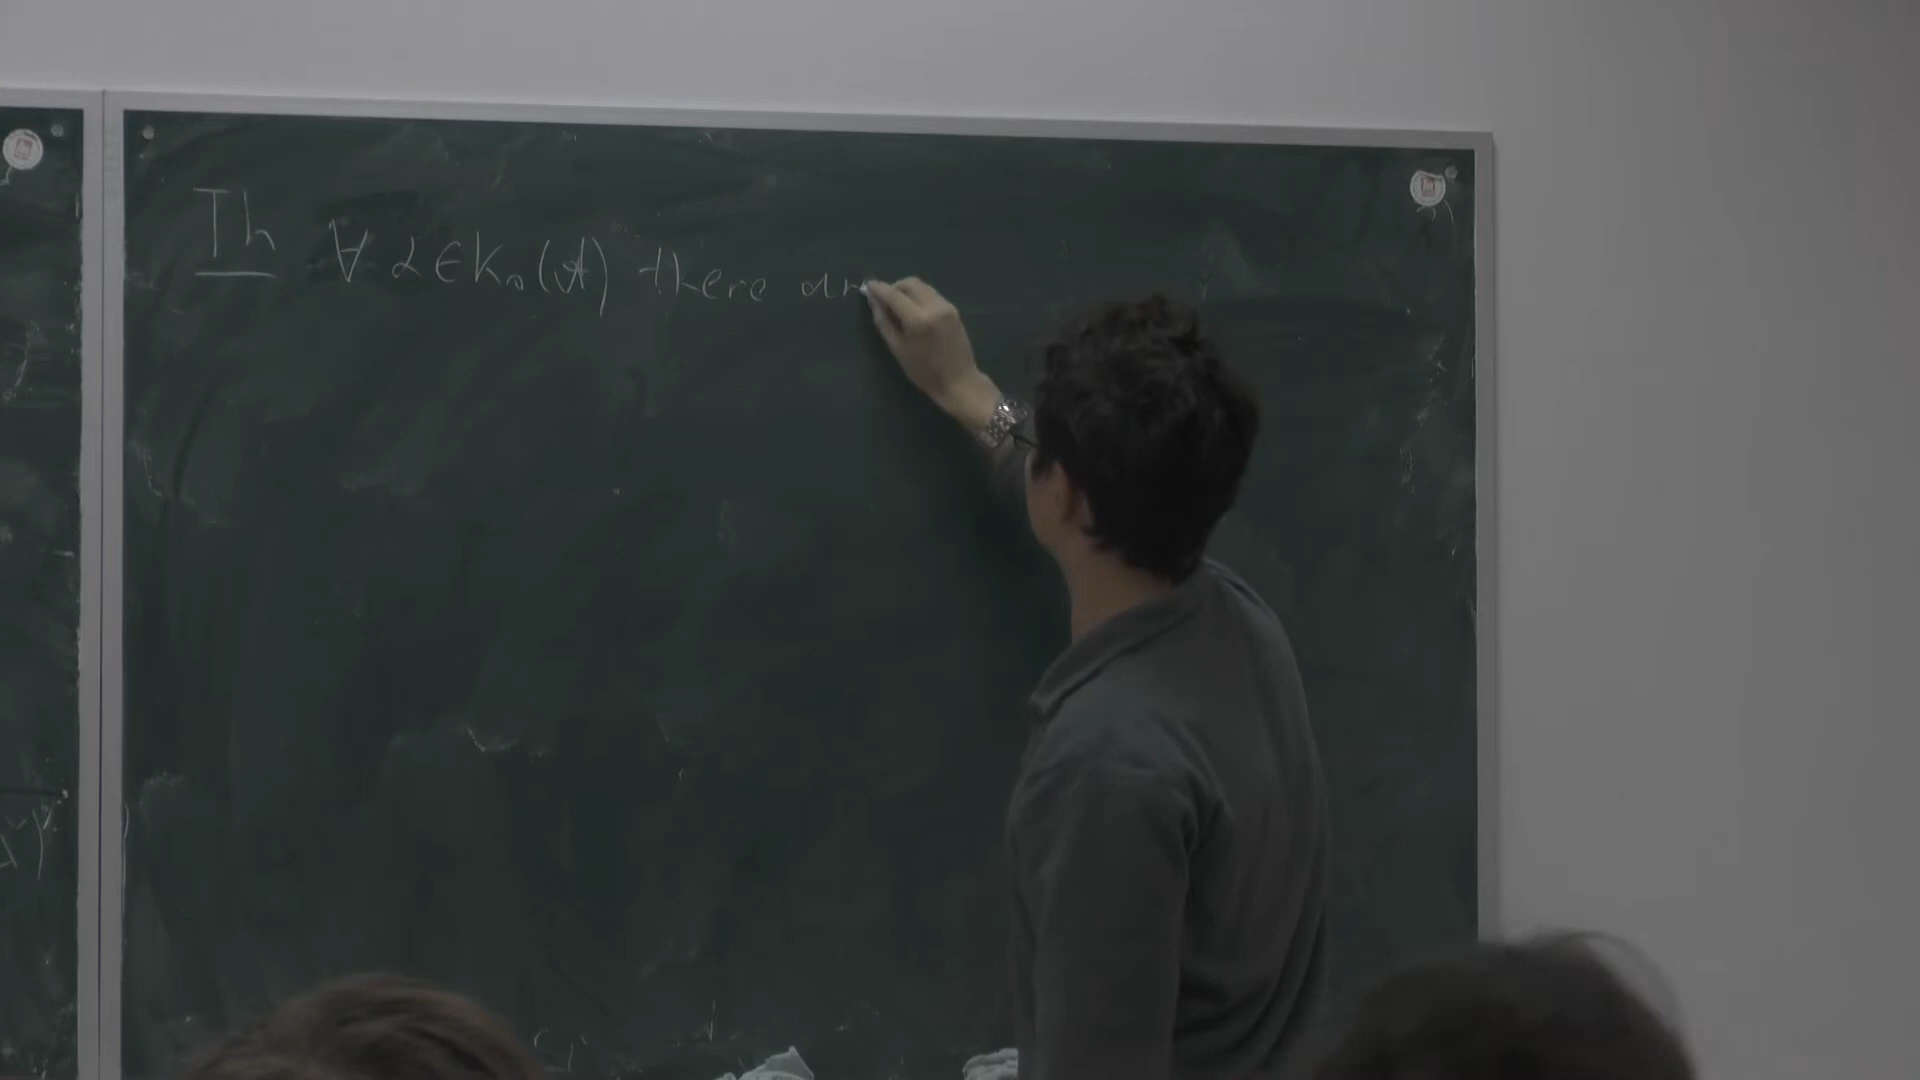 Th ∀ α ∈ K₀(A) there ar